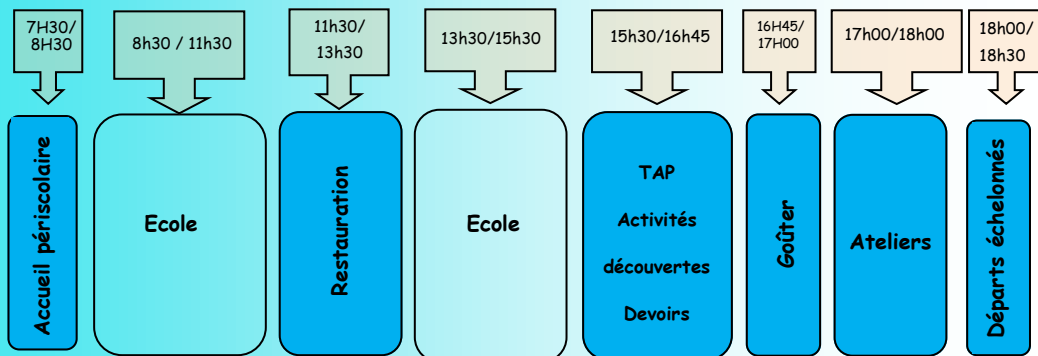 7H30/
8H30
8h30 / 11h30
11h30/
13h30
13h30/15h30
15h30/16h45
16H45/
17H00
17h00/18h00
18h00/
18h30
Accueil périscolaire
Ecole
Restauration
Ecole
TAP
Activités
découvertes
Devoirs
Goûter
Ateliers
Départs échelonnés